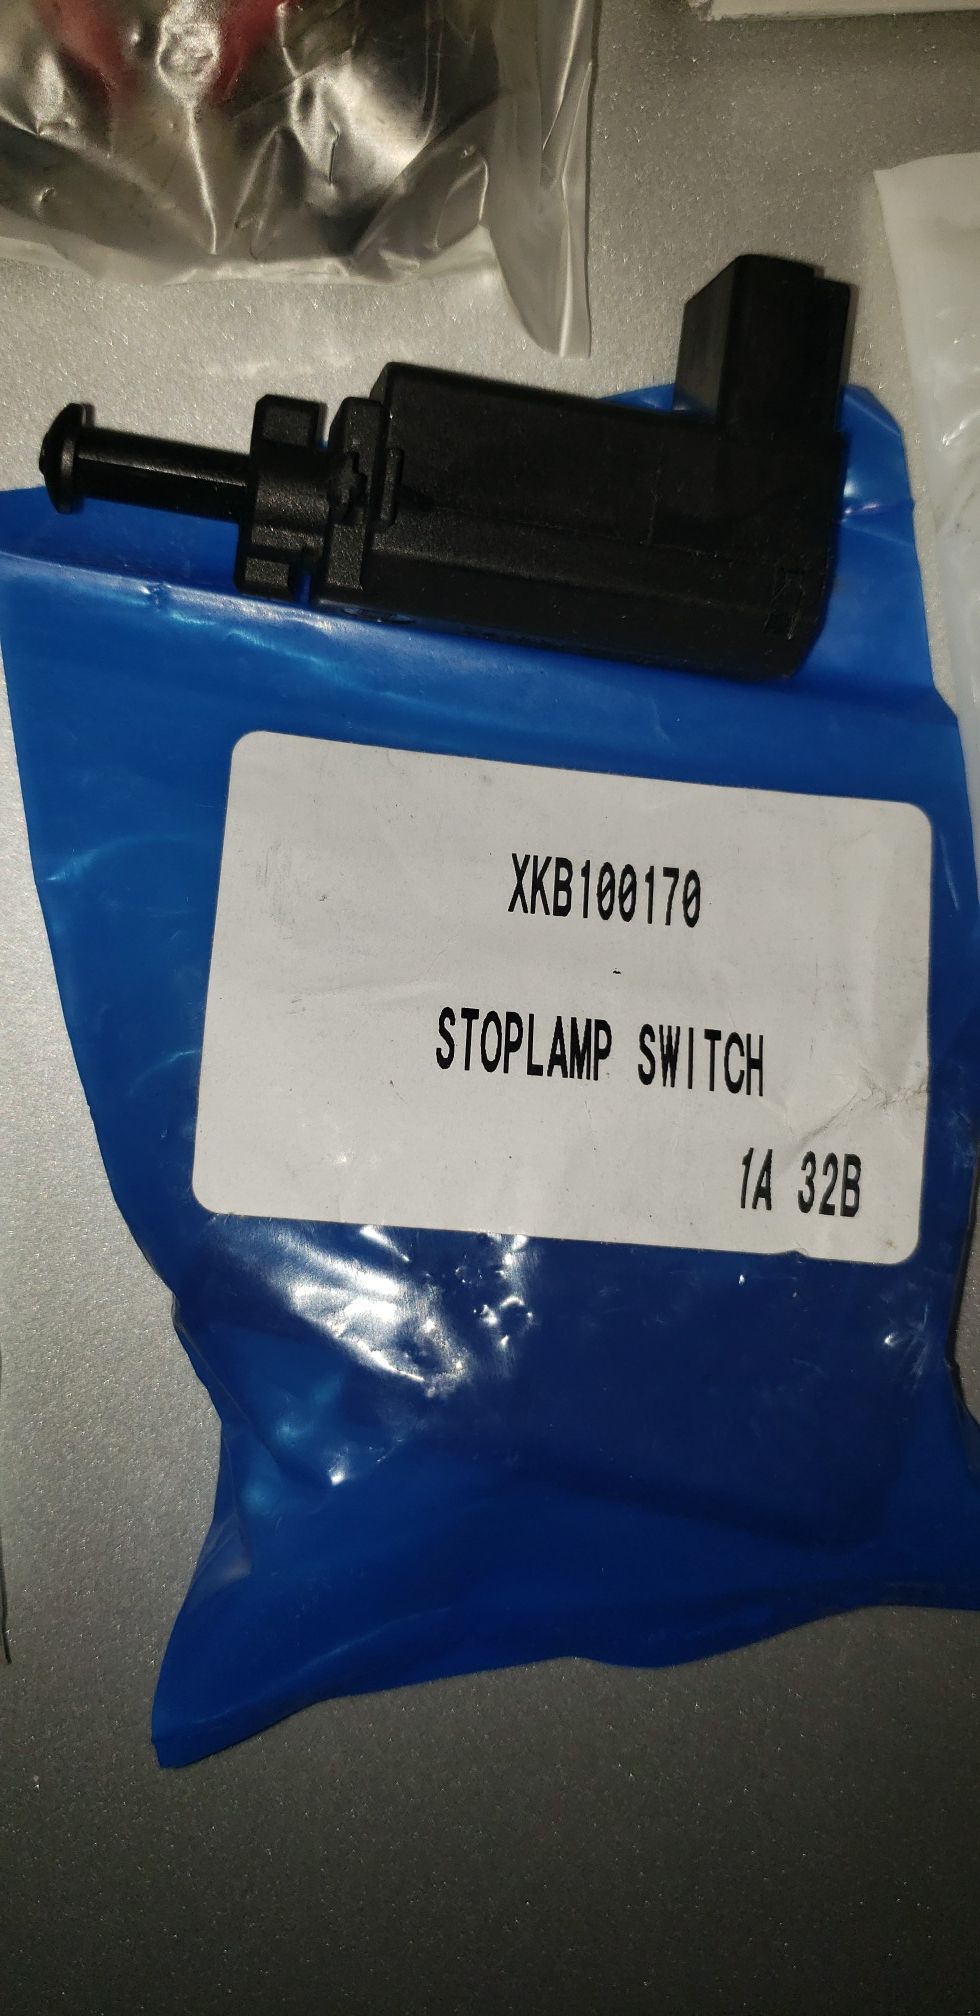 XKB100170
STOPLAMP SWITCH
1A 32B